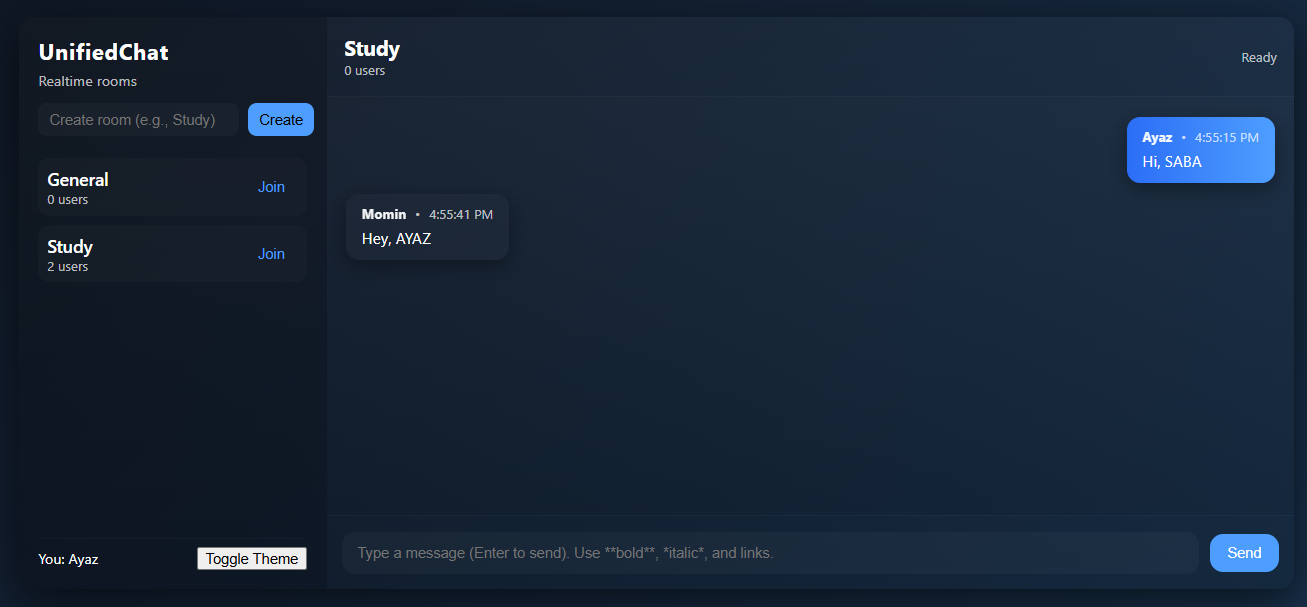 UnifiedChat
Realtime rooms
Create room (e.g., Study)
Create
General
0 users
Join
Study
2 users
Join
You: Ayaz
Toggle Theme
Study
0 users
Ready
Ayaz • 4:55:15 PM
Hi, SABA
Momin • 4:55:41 PM
Hey, AYAZ
Type a message (Enter to send). Use **bold**, *italic*, and links.
Send